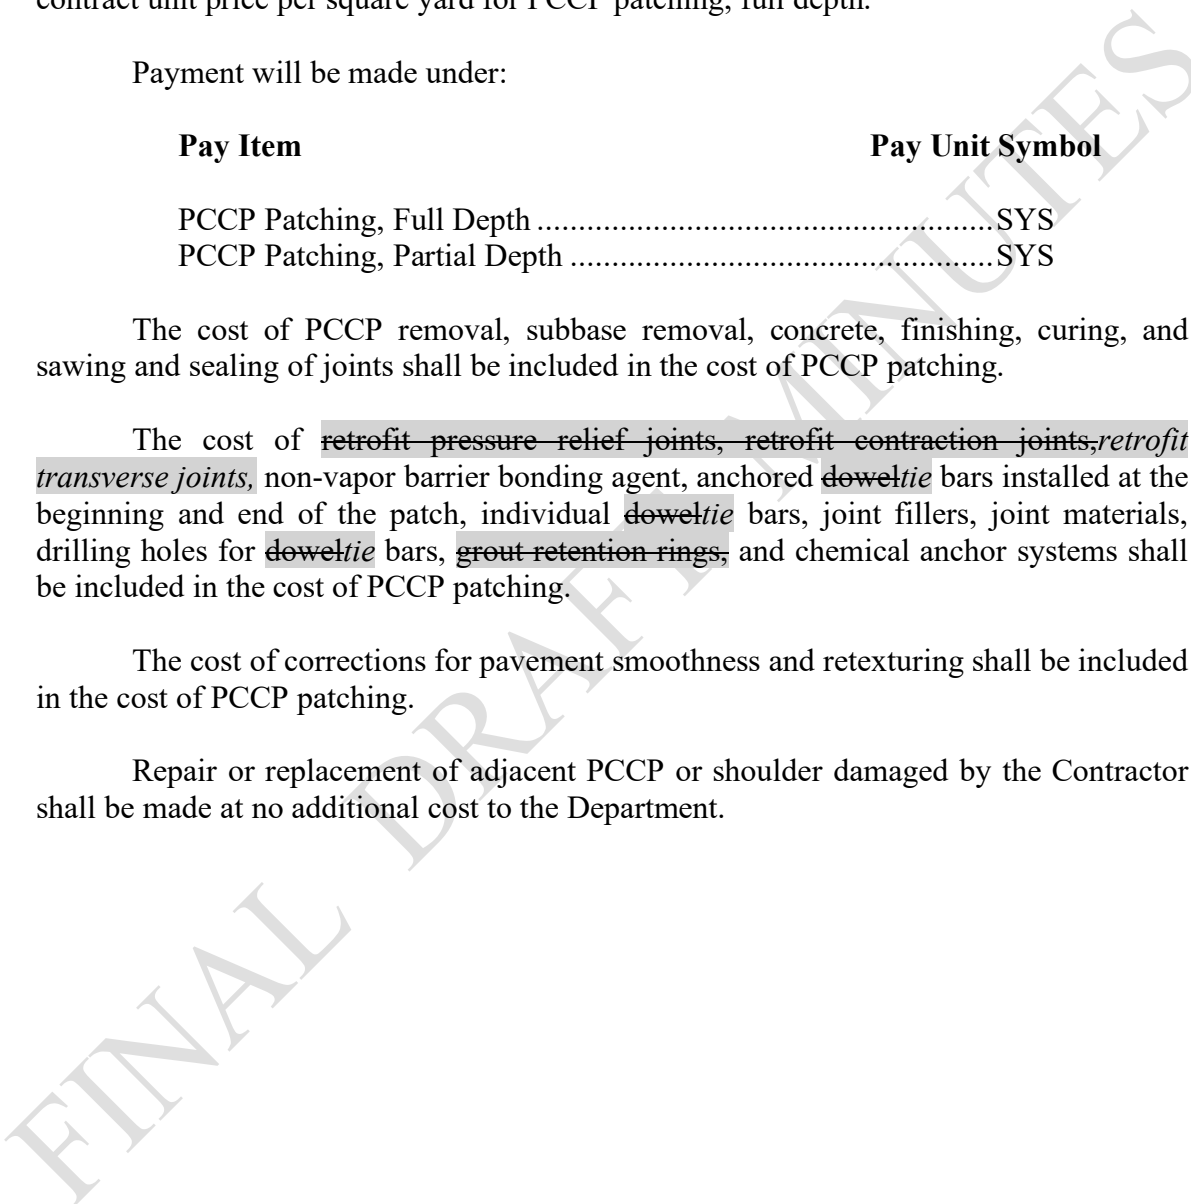 contract unit price per square yard for PCCP patching, full depth.
Payment will be made under:
Pay Item Pay Unit Symbol
PCCP Patching, Full Depth .........................................................SYS
PCCP Patching, Partial Depth .....................................................SYS
The cost of PCCP removal, subbase removal, concrete, finishing, curing, and
sawing and sealing of joints shall be included in the cost of PCCP patching.
The cost of retrofit pressure relief joints, retrofit contraction joints,retrofit
transverse joints, non-vapor barrier bonding agent, anchored doweltie bars installed at the
beginning and end of the patch, individual doweltie bars, joint fillers, joint materials,
drilling holes for doweltie bars, grout retention rings, and chemical anchor systems shall
be included in the cost of PCCP patching.
The cost of corrections for pavement smoothness and retexturing shall be included
in the cost of PCCP patching.
Repair or replacement of adjacent PCCP or shoulder damaged by the Contractor
shall be made at no additional cost to the Department.
FINAL DRAFT MINUTES